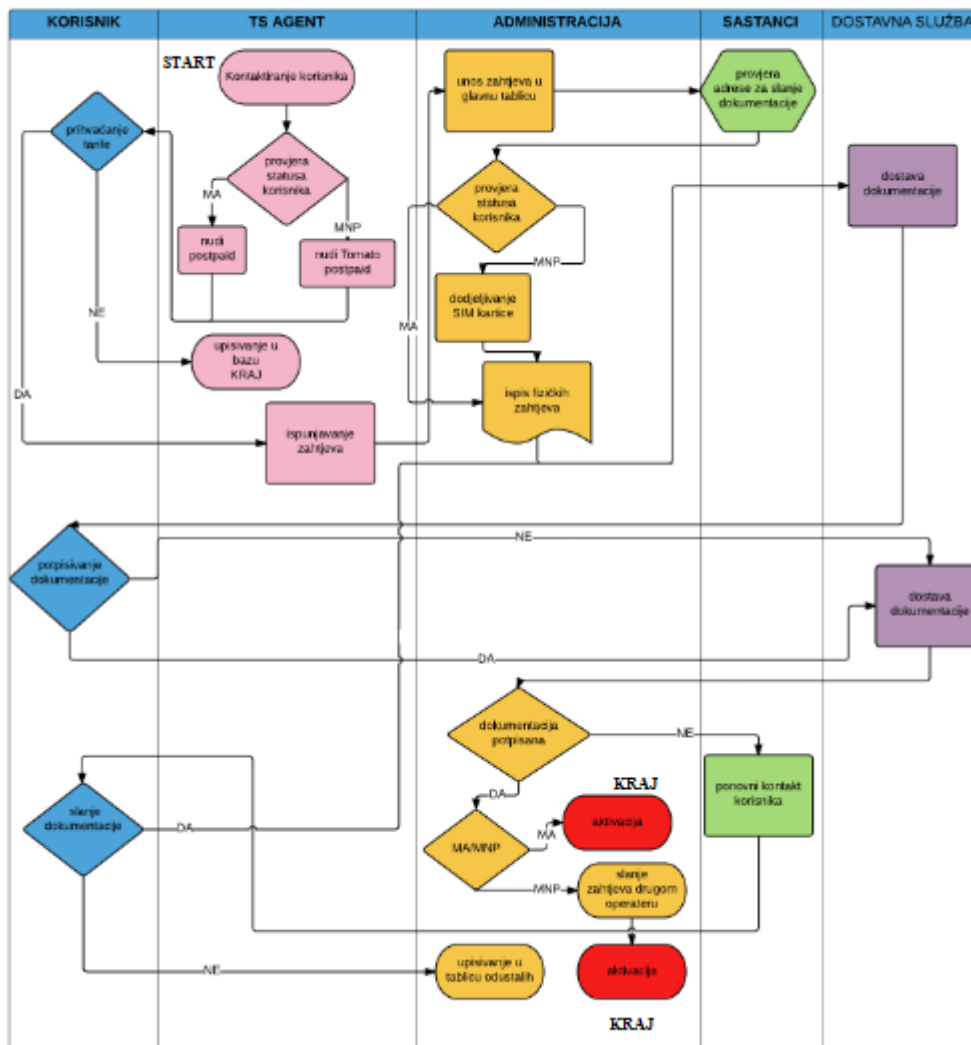 KORISNIK
TS AGENT
ADMINISTRACIJA
SASTANCI
DOSTAVNA SLUŽBA
START
Kontaktiranje korisnika
unos zahtjeva u
glavnu tablicu
provjera
adrese za slanje
dokumentacije
prihvaćanje
tarife
provjera
statusa
korisnika
provjera
statusa
korisnika
dostava
dokumentacije
MA
MNP
nudi
postpaid
nudi Tomato
postpaid
MNP
dodjeljivanje
SIM kartice
NE
MA
upisivanje u
bazu
KRAJ
DA
ispis fizičkih
zahtjeva
ispunjavanje
zahtjeva
NE
potpisivanje
dokumentacije
dostava
dokumentacije
DA
dokumentacija
potpisana
NE
DA
KRAJ
ponovni kontakt
korisnika
slanje
dokumentacije
DA
MA/MNP
MA
aktivacija
MNP
slanje
zahtjeva drugom
operateru
NE
upisivanje u
tablicu odustalih
aktivacija
KRAJ